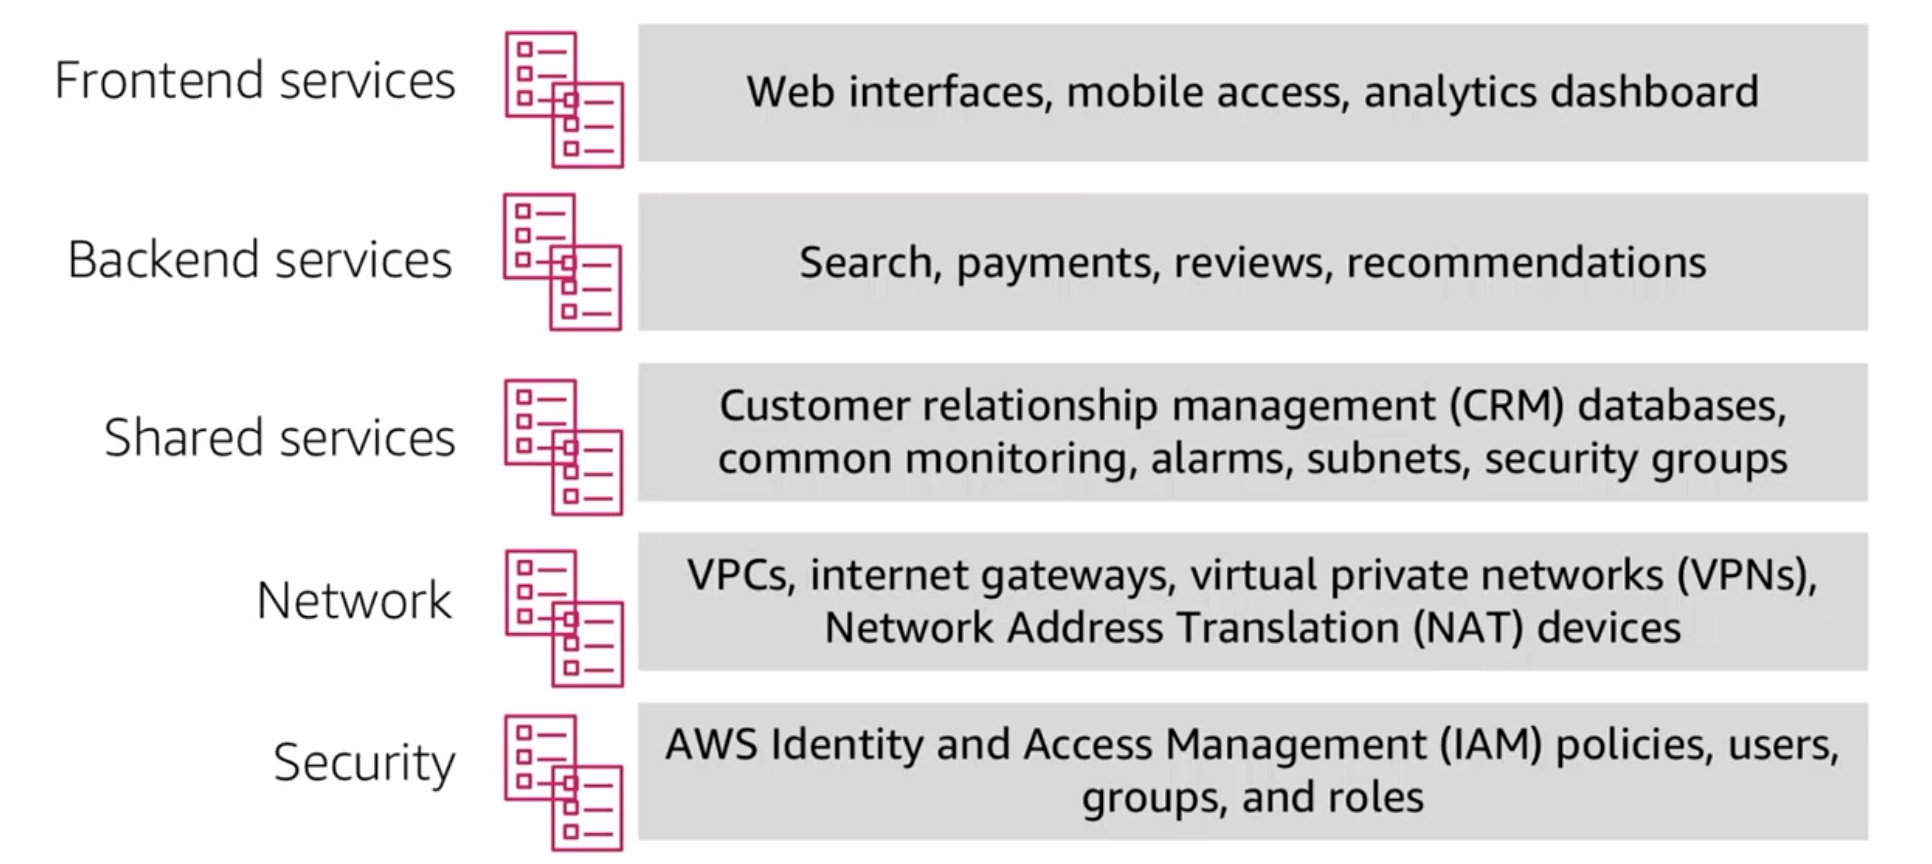 Frontend services
Web interfaces, mobile access, analytics dashboard
Backend services
Search, payments, reviews, recommendations
Shared services
Customer relationship management (CRM) databases,
common monitoring, alarms, subnets, security groups
Network
VPCs, internet gateways, virtual private networks (VPNs),
Network Address Translation (NAT) devices
Security
AWS Identity and Access Management (IAM) policies, users,
groups, and roles